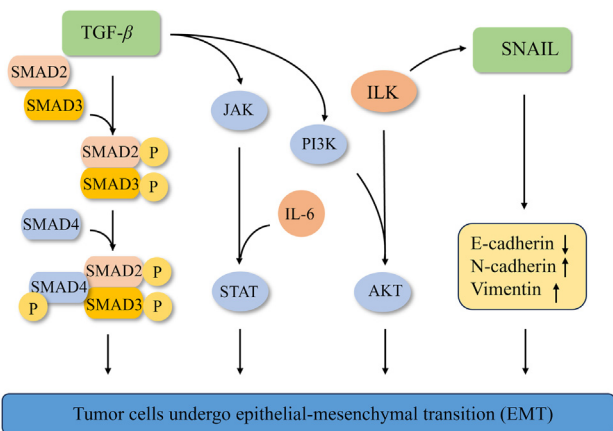 TGF-β
SNAIL
SMAD2
SMAD3
JAK
ILK
PI3K
SMAD2
P
SMAD3
P
IL-6
SMAD4
E-cadherin ↓
N-cadherin ↑
Vimentin ↑
SMAD2
P
SMAD4
P
SMAD3
P
STAT
AKT
Tumor cells undergo epithelial-mesenchymal transition (EMT)